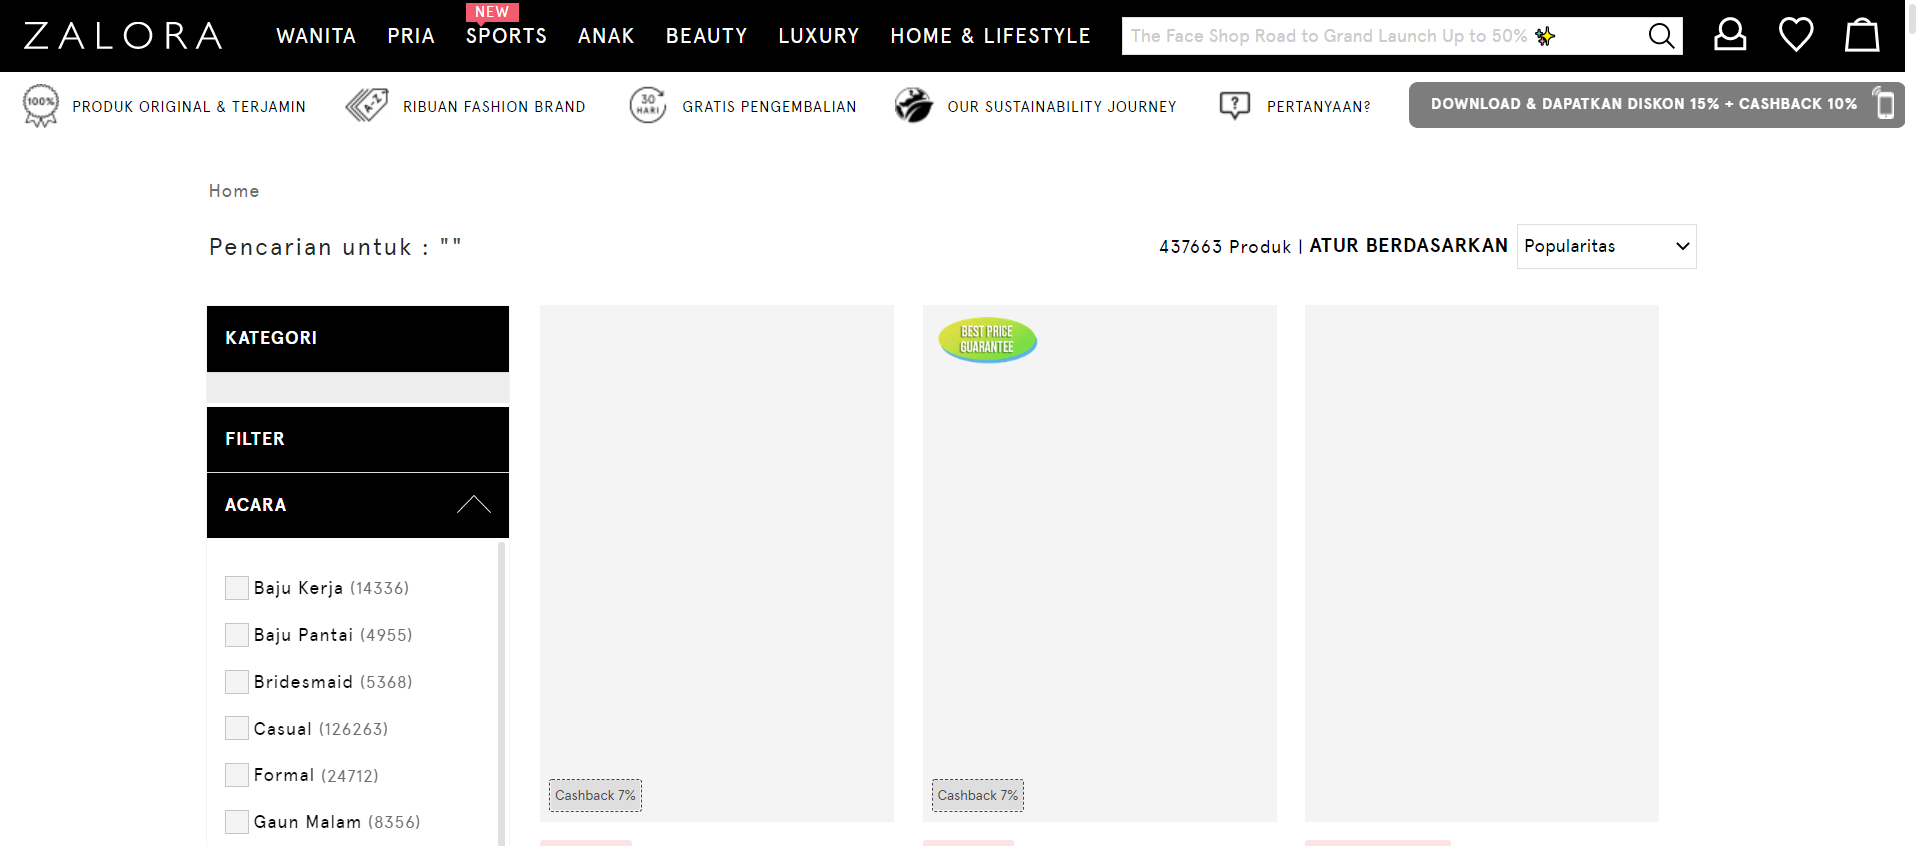 NEW
ZALORA WANITA PRIA SPORTS ANAK BEAUTY LUXURY HOME & LIFESTYLE The Face Shop Road to Grand Launch Up to 50% ✨
100% PRODUK ORIGINAL & TERJAMIN A-Z RIBUAN FASHION BRAND 30 HARI GRATIS PENGEMBALIAN OUR SUSTAINABILITY JOURNEY ? PERTANYAAN? DOWNLOAD & DAPATKAN DISKON 15% + CASHBACK 10%
Home
Pencarian untuk : "" 437663 Produk | ATUR BERDASARKAN Popularitas
KATEGORI
FILTER
ACARA
Baju Kerja (14336)
Baju Pantai (4955)
Bridesmaid (5368)
Casual (126263)
Formal (24712)
Gaun Malam (8356)
BEST PRICE
GUARANTEE
Cashback 7% Cashback 7%